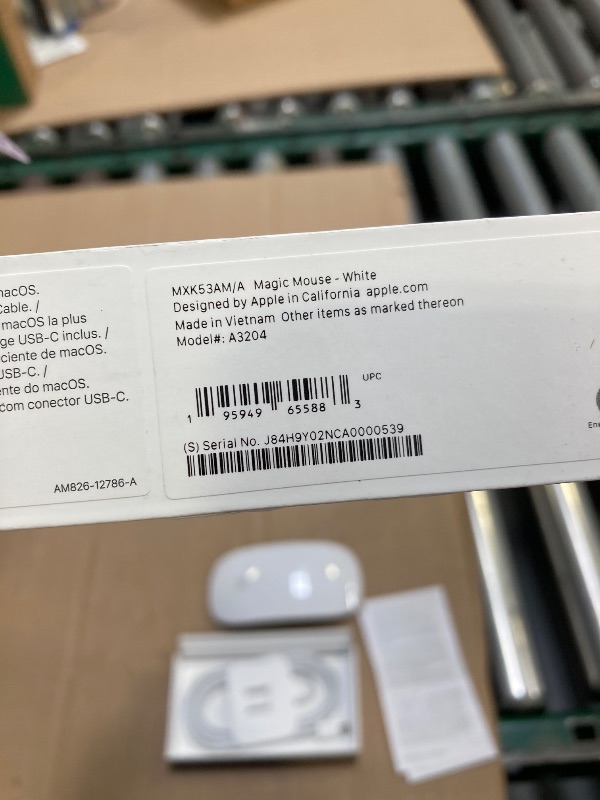 macOS.
Cable. /
macOS la plus
ge USB-C inclus. /
ciente de macOS.
USB-C. /
ente do macOS.
com conector USB-C.
AM826-12786-A
MXK53AM/A Magic Mouse - White
Designed by Apple in California apple.com
Made in Vietnam Other items as marked thereon
Model#: A3204
UPC
1 95949 65588 3
(S) Serial No. J84H9Y02NCA0000539